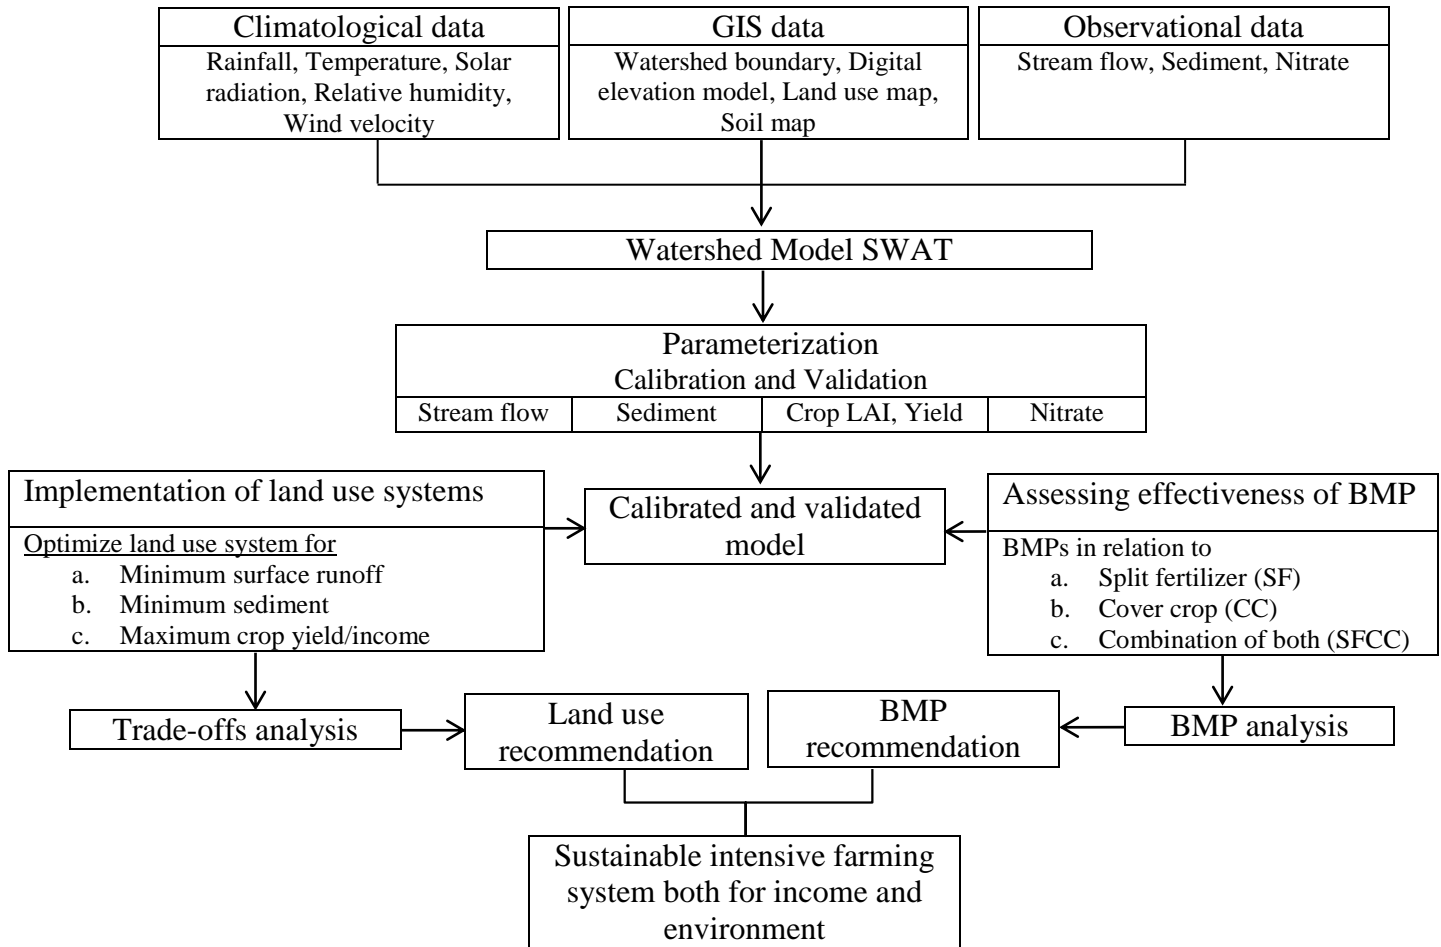 Climatological data
Rainfall, Temperature, Solar
radiation, Relative humidity,
Wind velocity
GIS data
Watershed boundary, Digital
elevation model, Land use map,
Soil map
Observational data
Stream flow, Sediment, Nitrate
Watershed Model SWAT
Parameterization
Calibration and Validation
Stream flow
Sediment
Crop LAI, Yield
Nitrate
Implementation of land use systems
Optimize land use system for
a. Minimum surface runoff
b. Minimum sediment
c. Maximum crop yield/income
Calibrated and validated
model
Assessing effectiveness of BMP
BMPs in relation to
a. Split fertilizer (SF)
b. Cover crop (CC)
c. Combination of both (SFCC)
Trade-offs analysis
Land use
recommendation
BMP
recommendation
BMP analysis
Sustainable intensive farming
system both for income and
environment